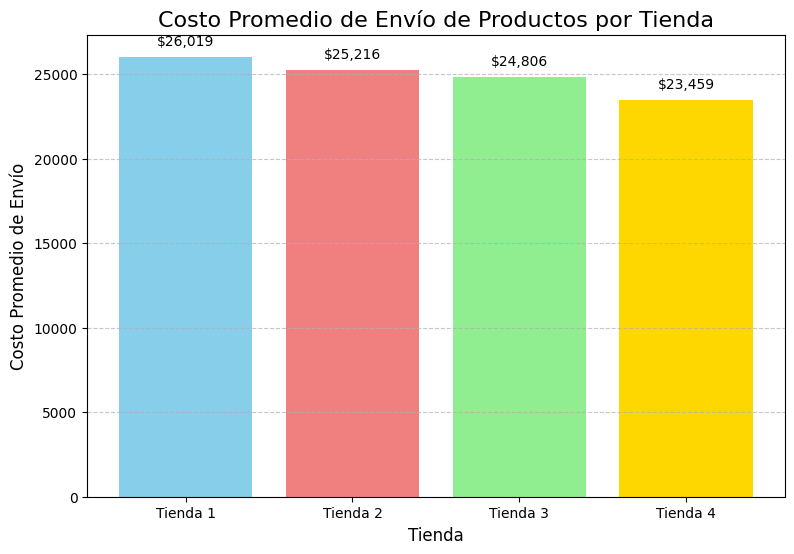 Costo Promedio de Envío de Productos por Tienda
$26,019
$25,216
$24,806
$23,459
25000
20000
15000
10000
5000
0
Costo Promedio de Envío
Tienda 1
Tienda 2
Tienda 3
Tienda 4
Tienda